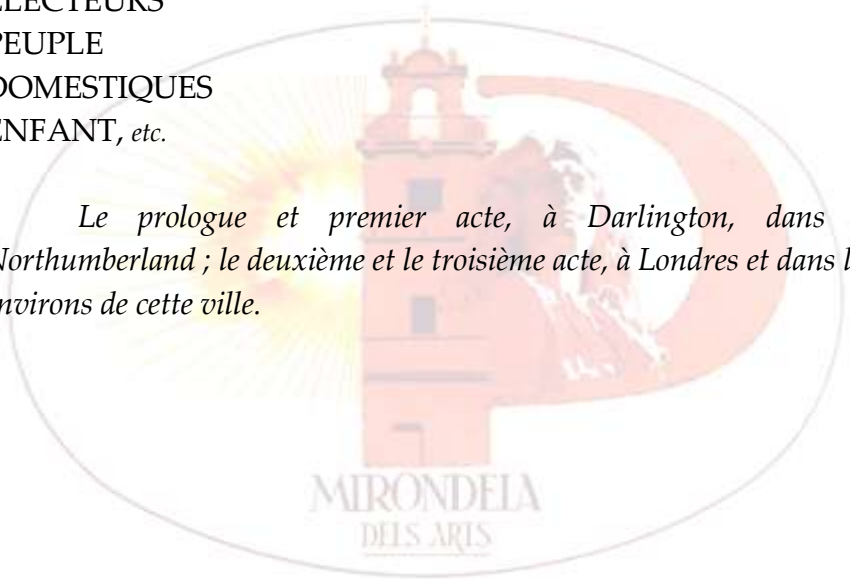 ÉLECTEURS
PEUPLE
DOMESTIQUES
ENFANT, etc.
Le prologue et premier acte, à Darlington, dans
Northumberland ; le deuxième et le troisième acte, à Londres et dans
environs de cette ville.
MIRONDELA
DELS ARTS